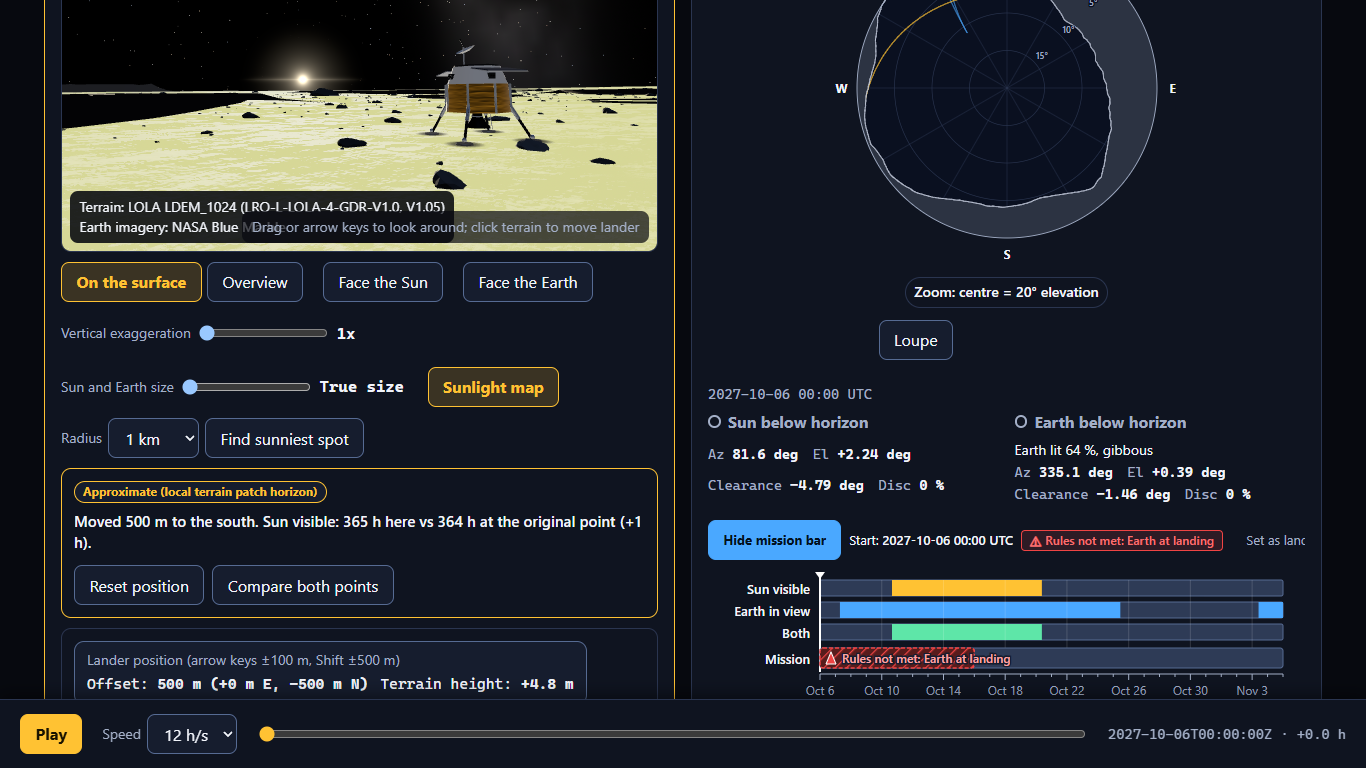 Terrain: LOLA LDEM_1024 (LRO-L-LOLA-4-GDR-V1.0, V1.05)
Earth imagery: NASA Blue
Drag or arrow keys to look around; click terrain to move lander
On the surface
Overview
Face the Sun
Face the Earth
Vertical exaggeration
1x
Sun and Earth size
True size
Sunlight map
Radius
1 km
Find sunniest spot
Approximate (local terrain patch horizon)
Moved 500 m to the south. Sun visible: 365 h here vs 364 h at the original point (+1
h).
Reset position
Compare both points
Lander position (arrow keys ±100 m, Shift ±500 m)
Offset: 500 m (+0 m E, −500 m N) Terrain height: +4.8 m
5°
10°
15°
W
E
S
Zoom: centre = 20° elevation
Loupe
2027-10-06 00:00 UTC
Sun below horizon
Az 81.6 deg El +2.24 deg
Clearance −4.79 deg Disc 0 %
Earth below horizon
Earth lit 64 %, gibbous
Az 335.1 deg El +0.39 deg
Clearance −1.46 deg Disc 0 %
Hide mission bar
Start: 2027-10-06 00:00 UTC
Rules not met: Earth at landing
Set as lanc
Sun visible
Earth in view
Both
Mission
Rules not met: Earth at landing
Oct 6
Oct 10
Oct 14
Oct 18
Oct 22
Oct 26
Oct 30
Nov 3
Play
Speed
12 h/s
2027-10-06T00:00:00Z · +0.0 h